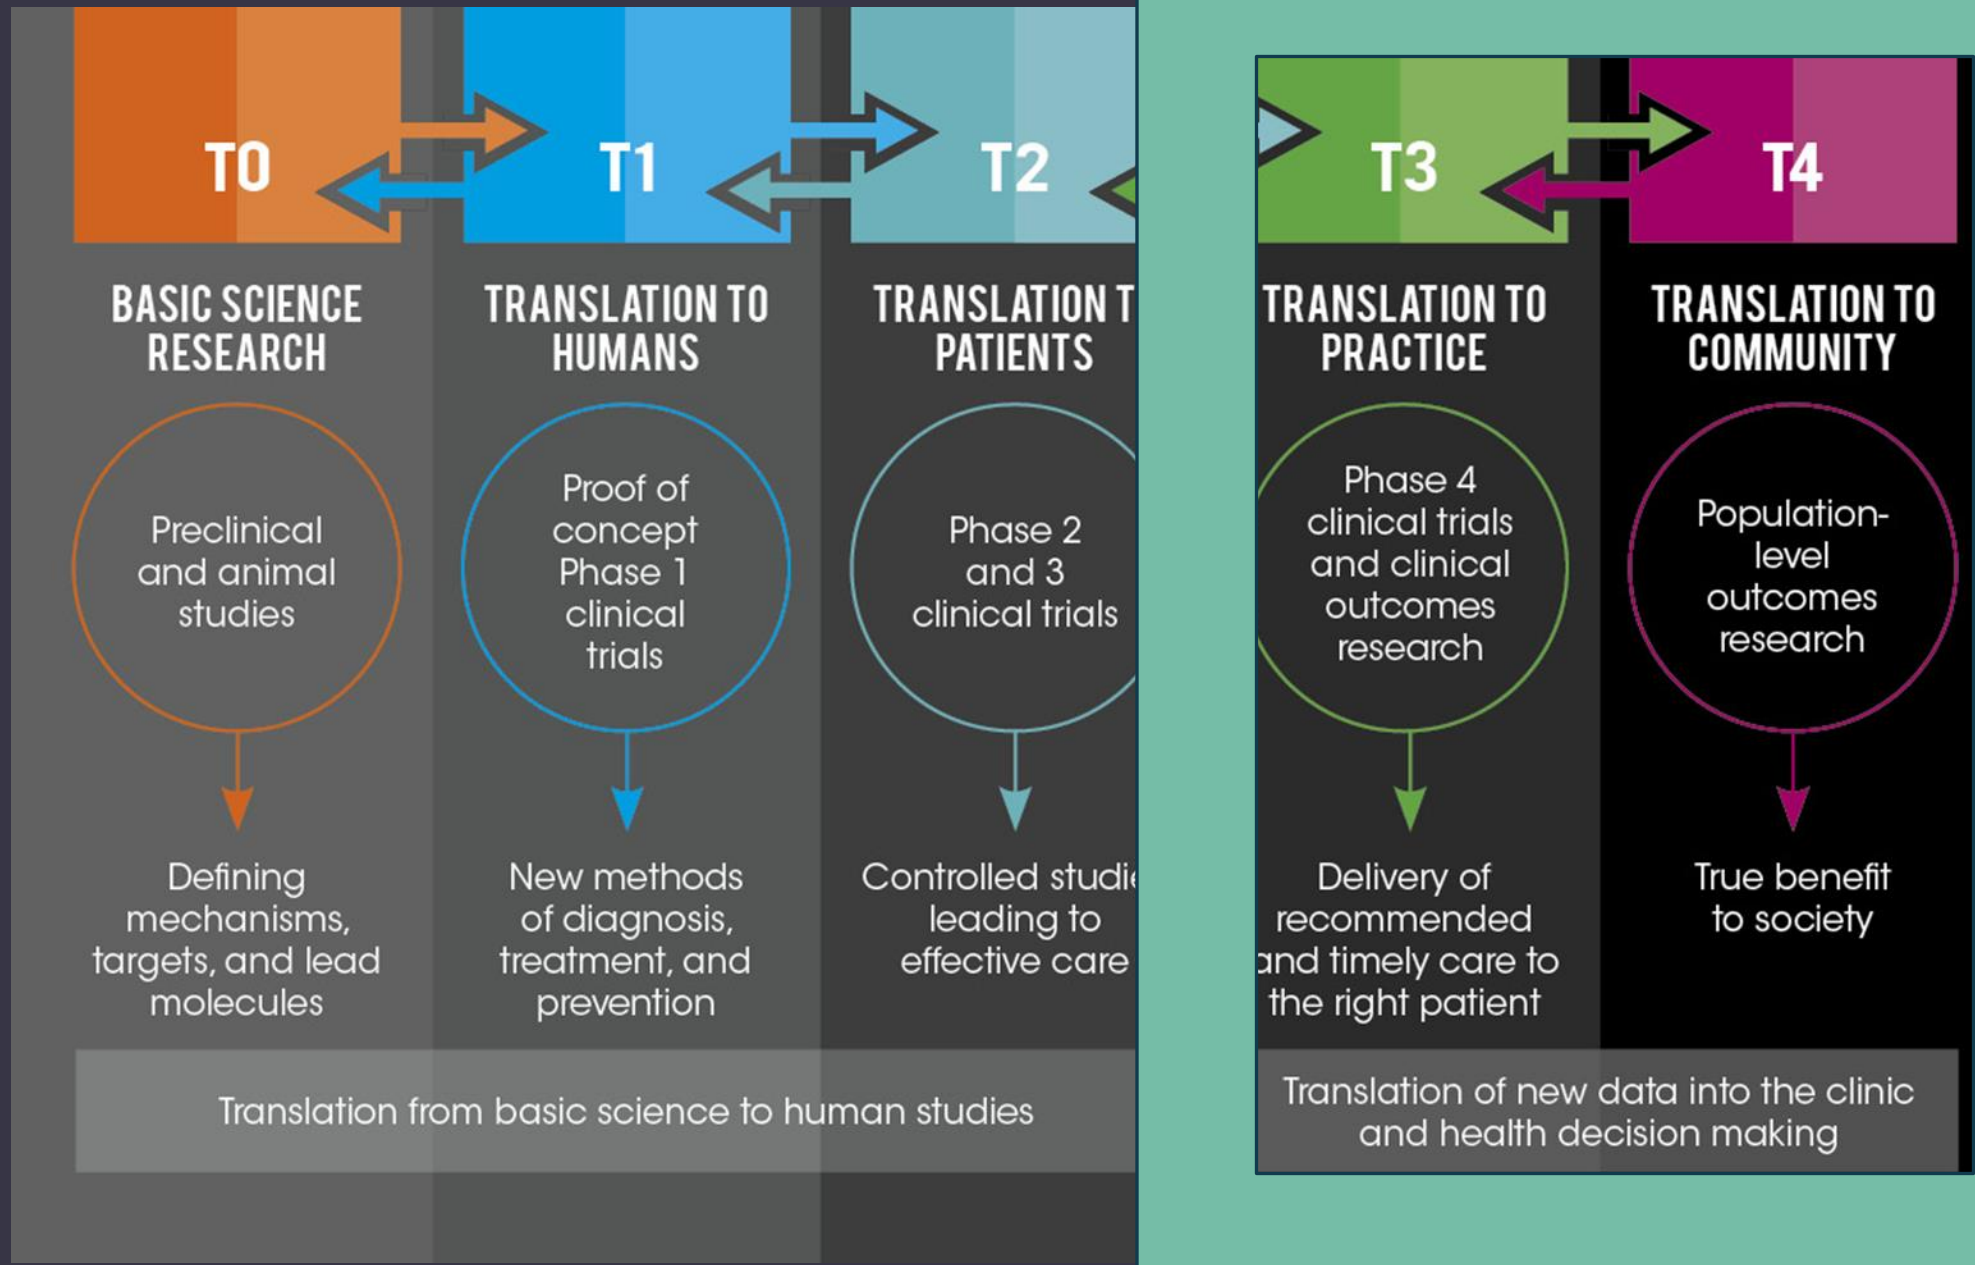 T0
BASIC SCIENCE
RESEARCH
Preclinical
and animal
studies
Defining
mechanisms,
targets, and lead
molecules
T1
TRANSLATION TO
HUMANS
Proof of
concept
Phase 1
clinical
trials
New methods
of diagnosis,
treatment, and
prevention
T2
TRANSLATION T
PATIENTS
Phase 2
and 3
clinical trials
Controlled studie
leading to
effective care
Translation from basic science to human studies
T3
TRANSLATION TO
PRACTICE
Phase 4
clinical trials
and clinical
outcomes
research
Delivery of
recommended
and timely care to
the right patient
T4
TRANSLATION TO
COMMUNITY
Population-
level
outcomes
research
True benefit
to society
Translation of new data into the clinic
and health decision making